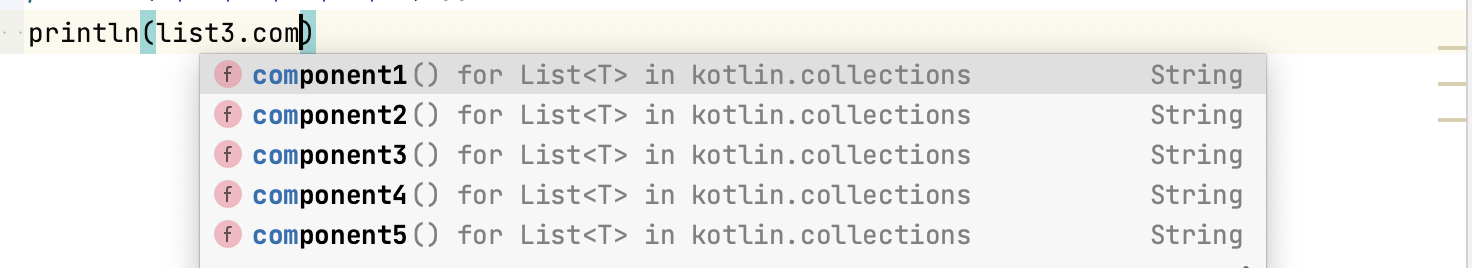 println(list3.com)
f component1() for List<T> in kotlin.collections String
f component2() for List<T> in kotlin.collections String
f component3() for List<T> in kotlin.collections String
f component4() for List<T> in kotlin.collections String
f component5() for List<T> in kotlin.collections String